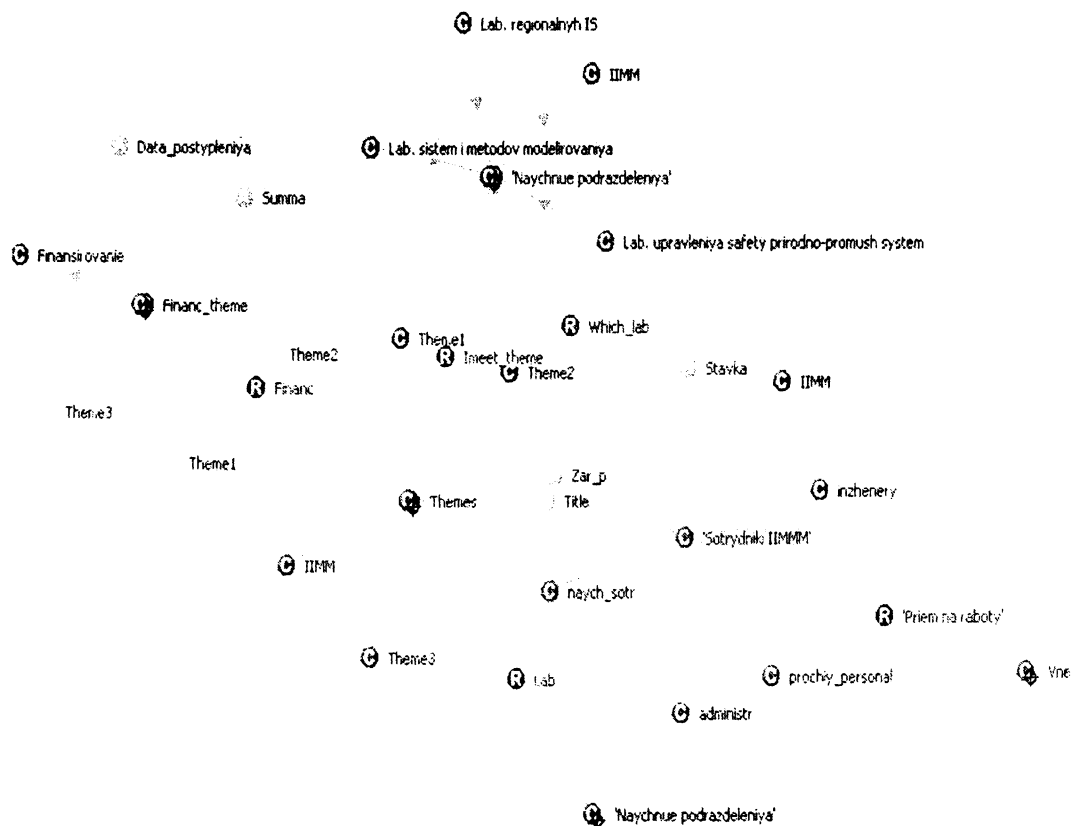 C Lab. regionalnyh IS
C IIMM
Data_postypleniya
C Lab. sistem i metodov modelirovaniya
C 'Naychnue podrazdeleniya'
Summa
C Lab. upravleniya safety prirodno-promush system
C Finansirovanie
C Financ_theme
R Which_lab
C Theme1
Theme2
R Imeet_theme
C Theme2
Stavka
C IIMM
R Financ
Theme3
Theme1
Zar_p
C inzhenery
C Themes
Title
C 'Sotrydniki IIMMM'
C IIMM
C naych_sotr
R 'Priem na raboty'
C Theme3
R Lab
C prochiy_personal
C Vne
C administr
C 'Naychnue podrazdeleniya'